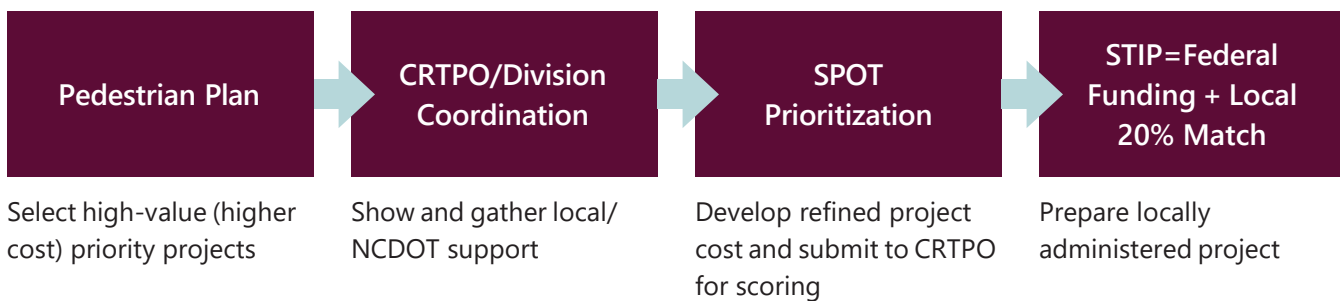 Pedestrian Plan
CRTPO/Division
Coordination
SPOT
Prioritization
STIP=Federal
Funding + Local
20% Match
Select high-value (higher
cost) priority projects
Show and gather local/
NCDOT support
Develop refined project
cost and submit to CRTPO
for scoring
Prepare locally
administered project